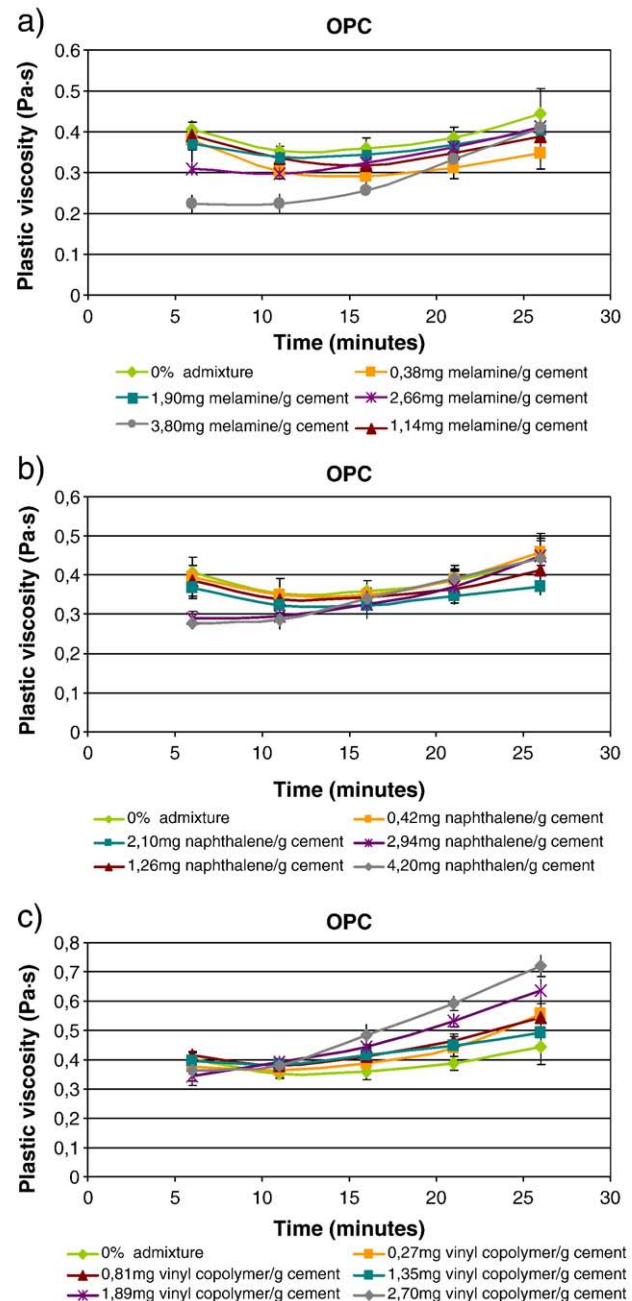 a)
OPC
Plastic viscosity (Pa·s)
0.6
0.5
0.4
0.3
0.2
0.1
0
0 5 10 15 20 25 30
Time (minutes)
0% admixture 0,38mg melamine/g cement
1,90mg melamine/g cement 2,66mg melamine/g cement
3,80mg melamine/g cement 1,14mg melamine/g cement
b)
OPC
Plastic viscosity (Pa·s)
0,6
0,5
0,4
0,3
0,2
0,1
0
0 5 10 15 20 25 30
Time (minutes)
0% admixture 0,42mg naphthalene/g cement
2,10mg naphthalene/g cement 2,94mg naphthalene/g cement
1,26mg naphthalene/g cement 4,20mg naphthalen/g cement
c)
OPC
Plastic viscosity (Pa·s)
0,8
0,7
0,6
0,5
0,4
0,3
0,2
0,1
0
0 5 10 15 20 25 30
Time (minutes)
0% admixture 0,27mg vinyl copolymer/g cement
0,81mg vinyl copolymer/g cement 1,35mg vinyl copolymer/g cement
1,89mg vinyl copolymer/g cement 2,70mg vinyl copolymer/g cement